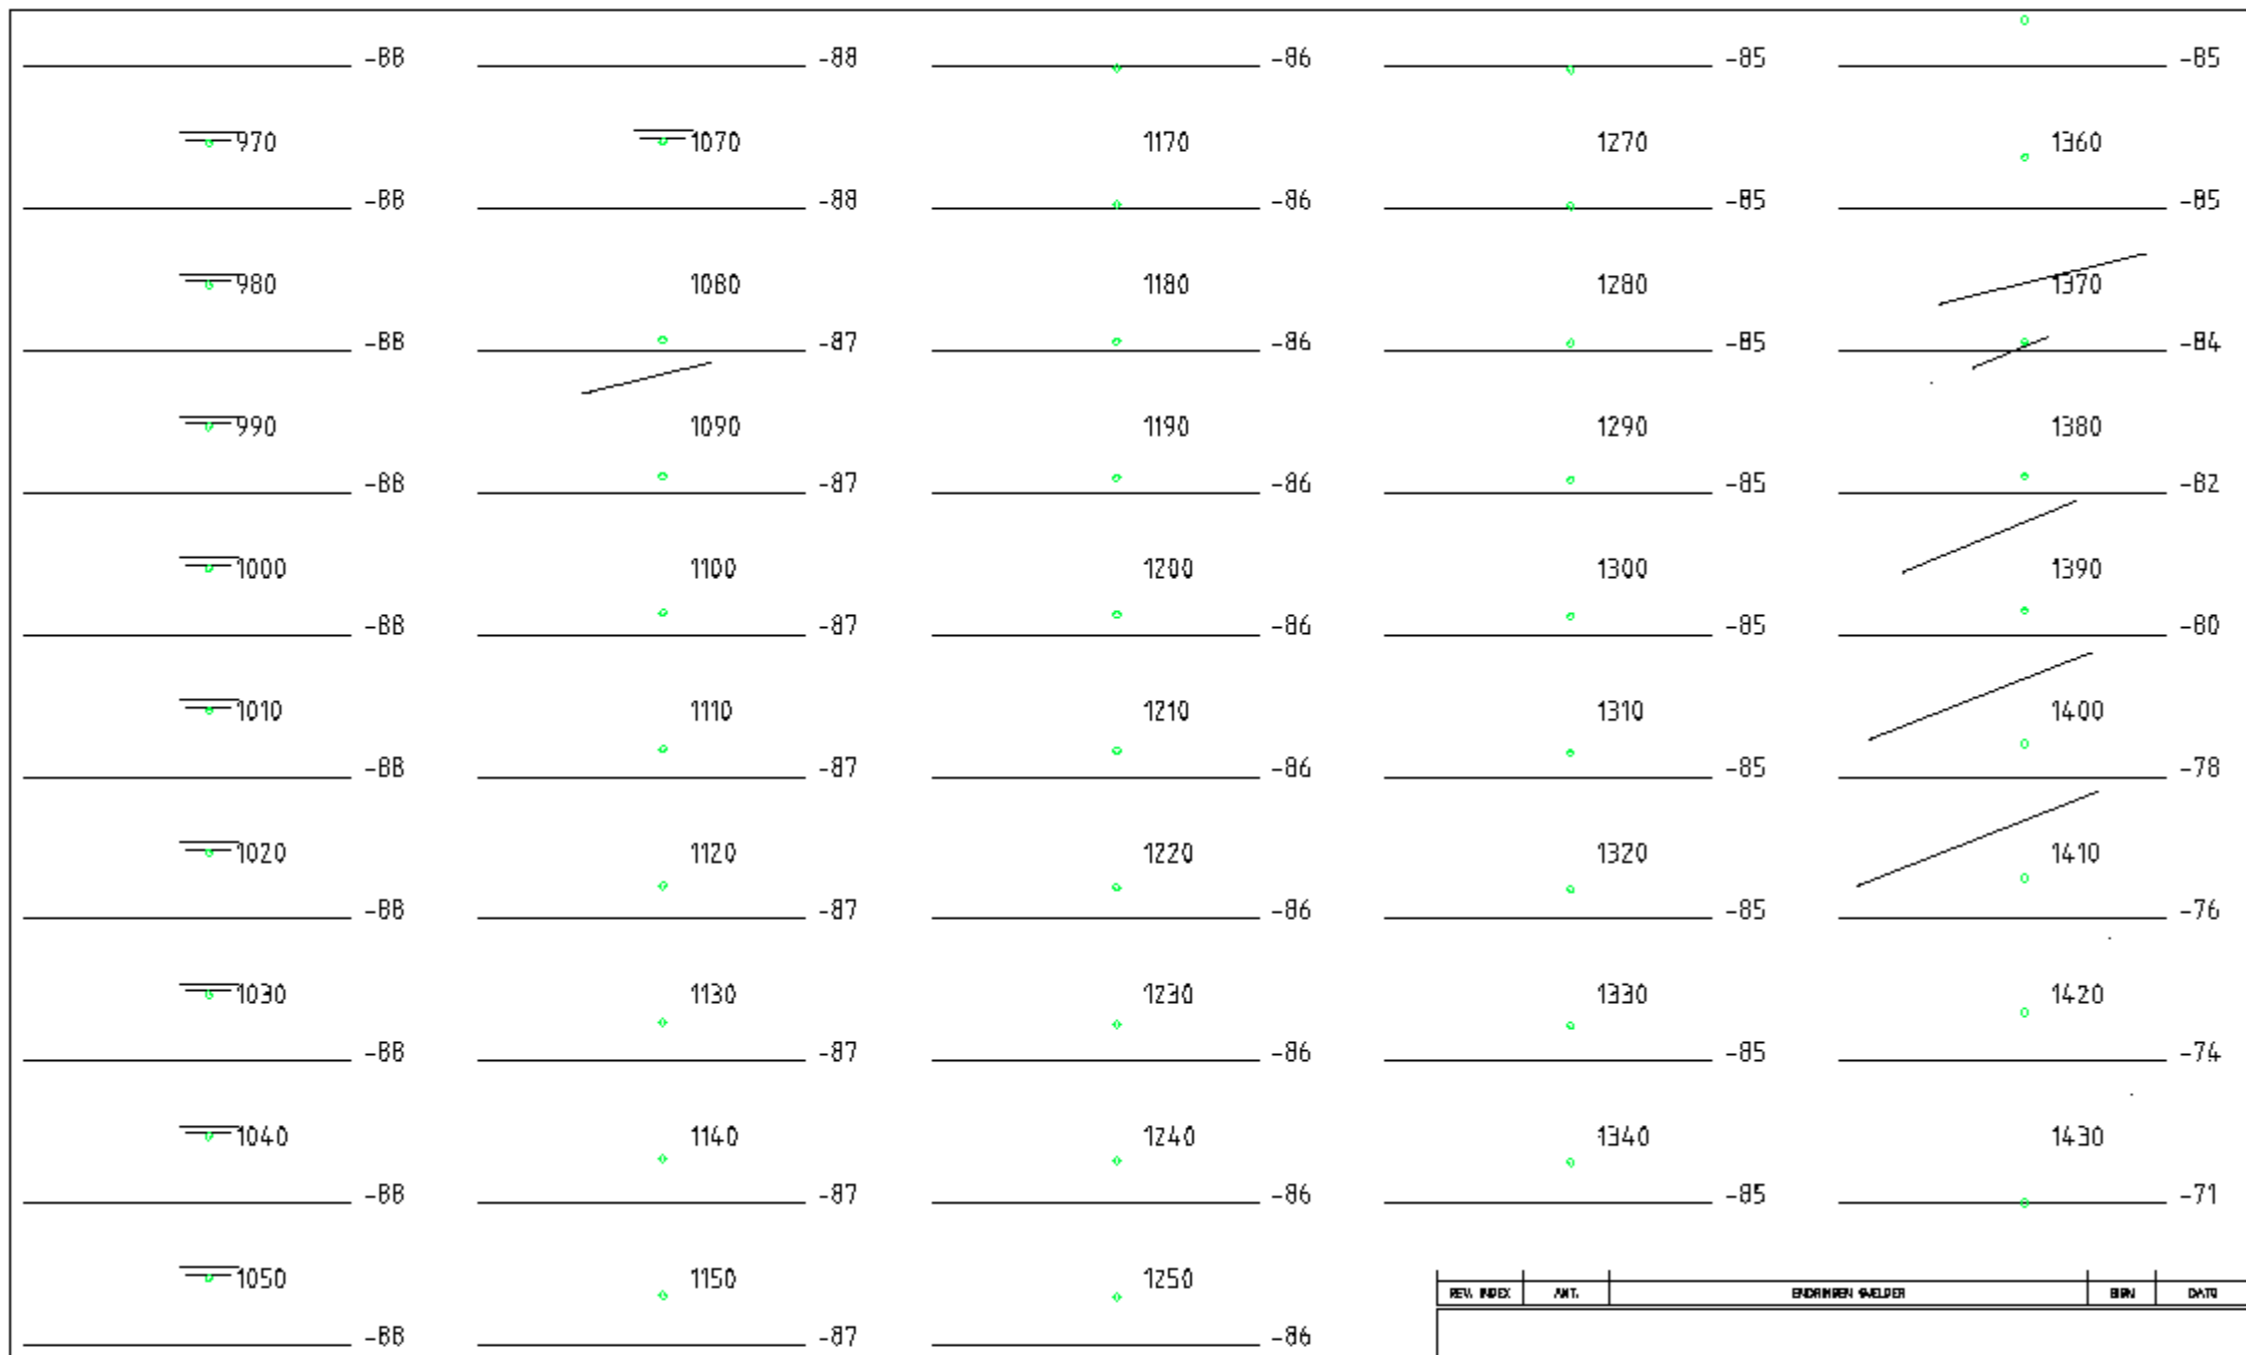 -88 -88 -86 -85 -85
970 1070 1170 1270 1360
-88 -88 -86 -85 -85
980 1080 1180 1280 1370
-88 -87 -86 -85 -84
990 1090 1190 1290 1380
-88 -87 -86 -85 -82
1000 1100 1200 1300 1390
-88 -87 -86 -85 -80
1010 1110 1210 1310 1400
-88 -87 -86 -85 -78
1020 1120 1220 1320 1410
-88 -87 -86 -85 -76
1030 1130 1230 1330 1420
-88 -87 -86 -85 -74
1040 1140 1240 1340 1430
-88 -87 -86 -85 -71
1050 1150 1250
REV. INDEX ANT. ENDRINGEN GJELDER SIGN DATO
-88 -87 -86